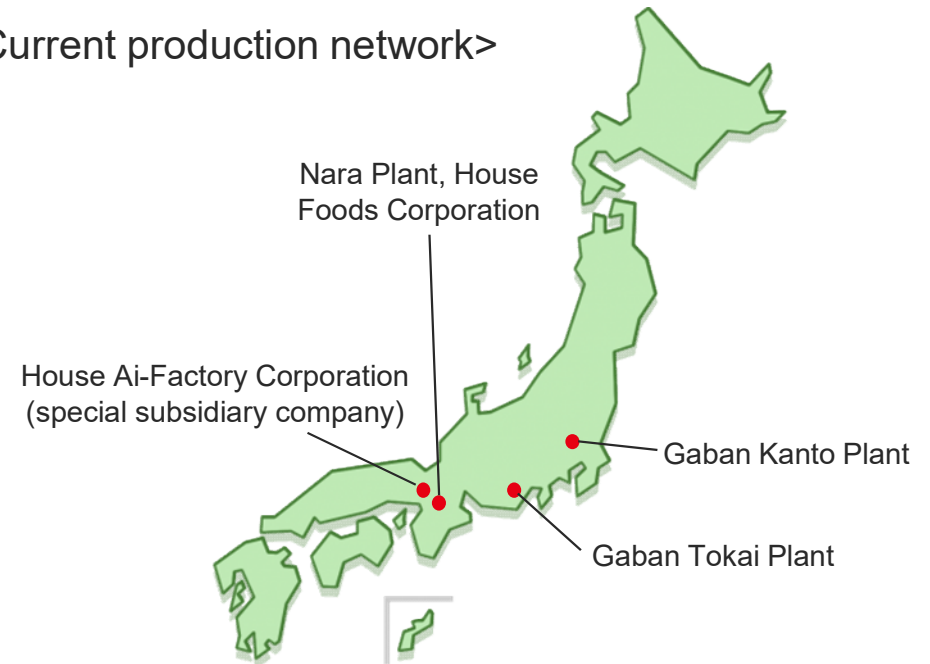 Current production network>
Nara Plant, House
Foods Corporation
House Ai-Factory Corporation
(special subsidiary company)
Gaban Kanto Plant
Gaban Tokai Plant